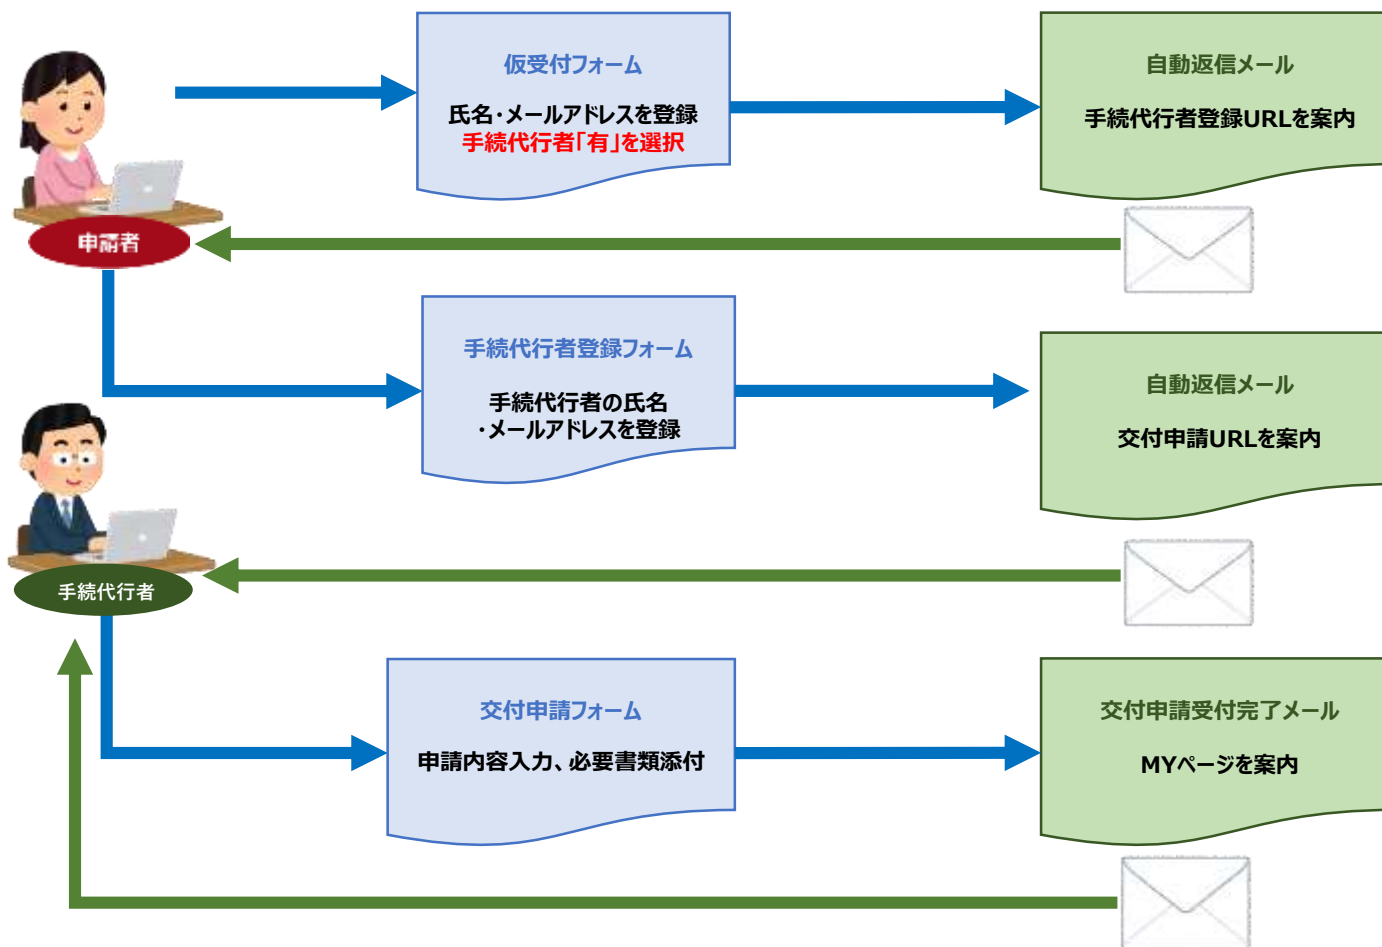 仮受付フォーム
氏名・メールアドレスを登録
手続代行者「有」を選択
自動返信メール
手続代行者登録URLを案内
申請者
手続代行者登録フォーム
手続代行者の氏名
・メールアドレスを登録
自動返信メール
交付申請URLを案内
手続代行者
交付申請フォーム
申請内容入力、必要書類添付
交付申請受付完了メール
MYページを案内